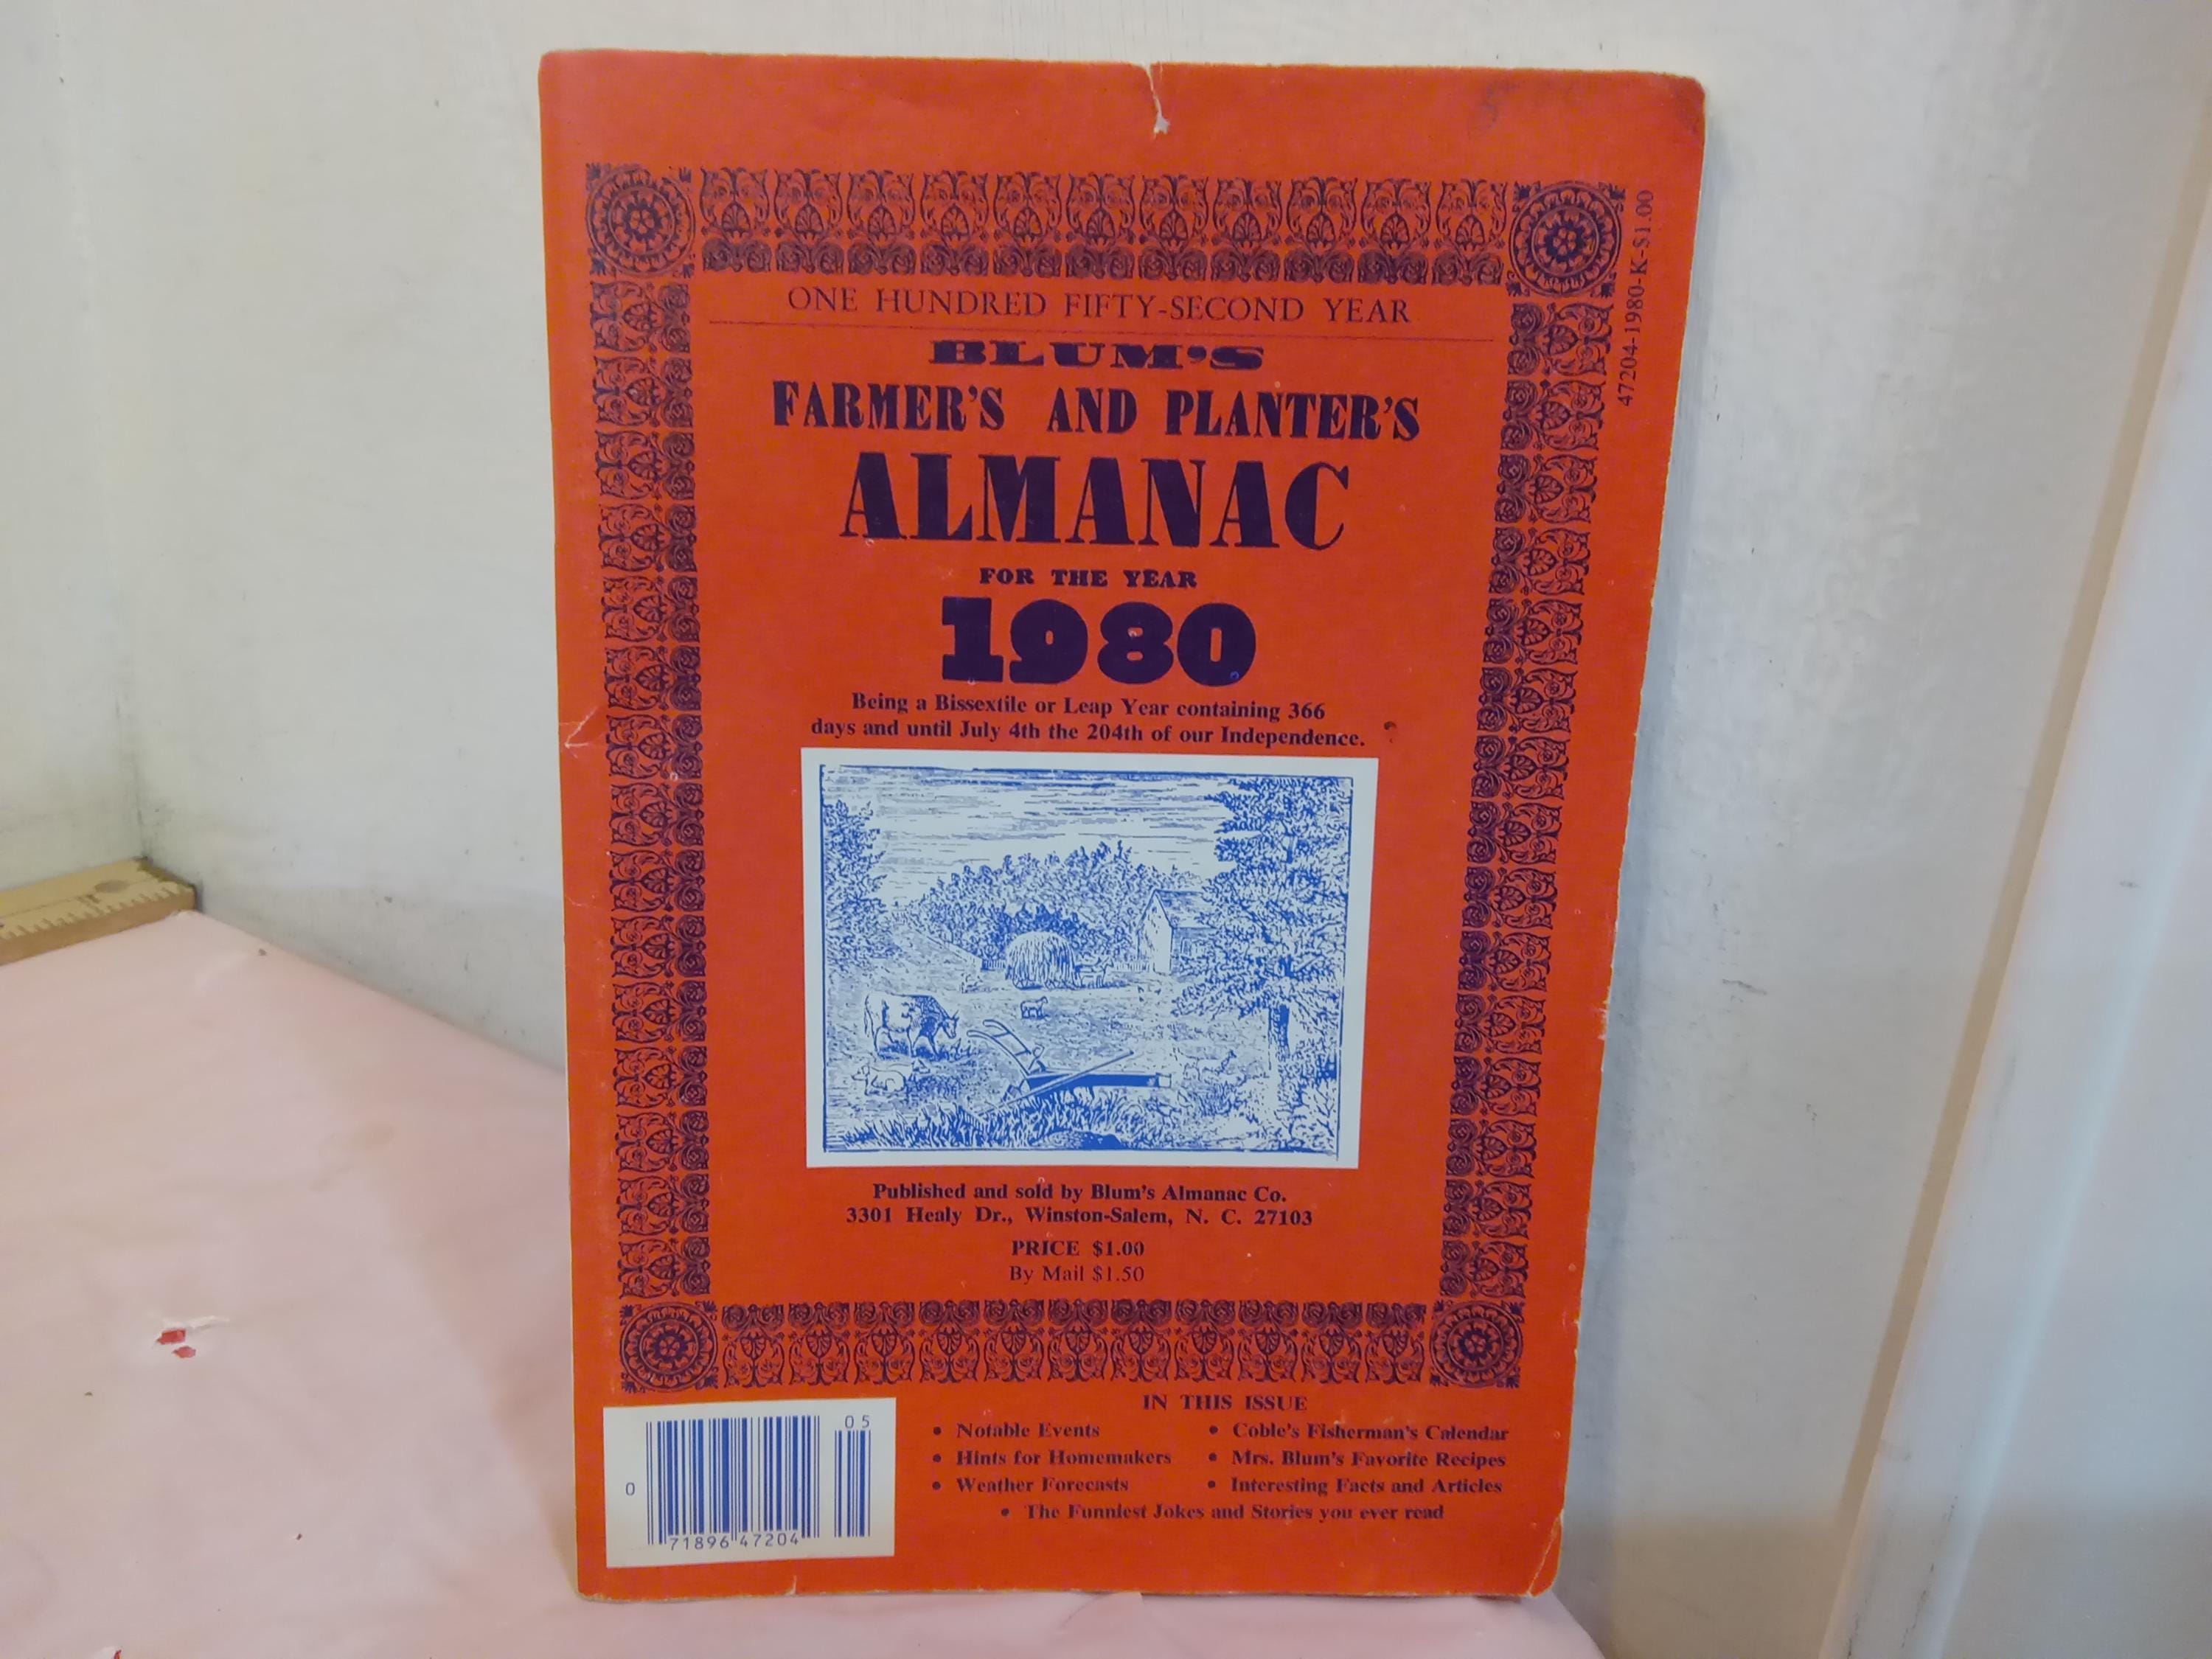 ONE HUNDRED FIFTY-SECOND YEAR
BLUM'S
FARMER'S AND PLANTER'S
ALMANAC
FOR THE YEAR
1980
Being a Bissextile or Leap Year containing 366
days and until July 4th the 204th of our Independence.
Published and sold by Blum's Almanac Co.
3301 Healy Dr., Winston-Salem, N. C. 27103
PRICE $1.00
By Mail $1.50
47204-1980-K-$1.00
IN THIS ISSUE
• Notable Events
• Hints for Homemakers
• Weather Forecasts
• Coble's Fisherman's Calendar
• Mrs. Blum's Favorite Recipes
• Interesting Facts and Articles
• The Funniest Jokes and Stories you ever read
05
0 71896 47204